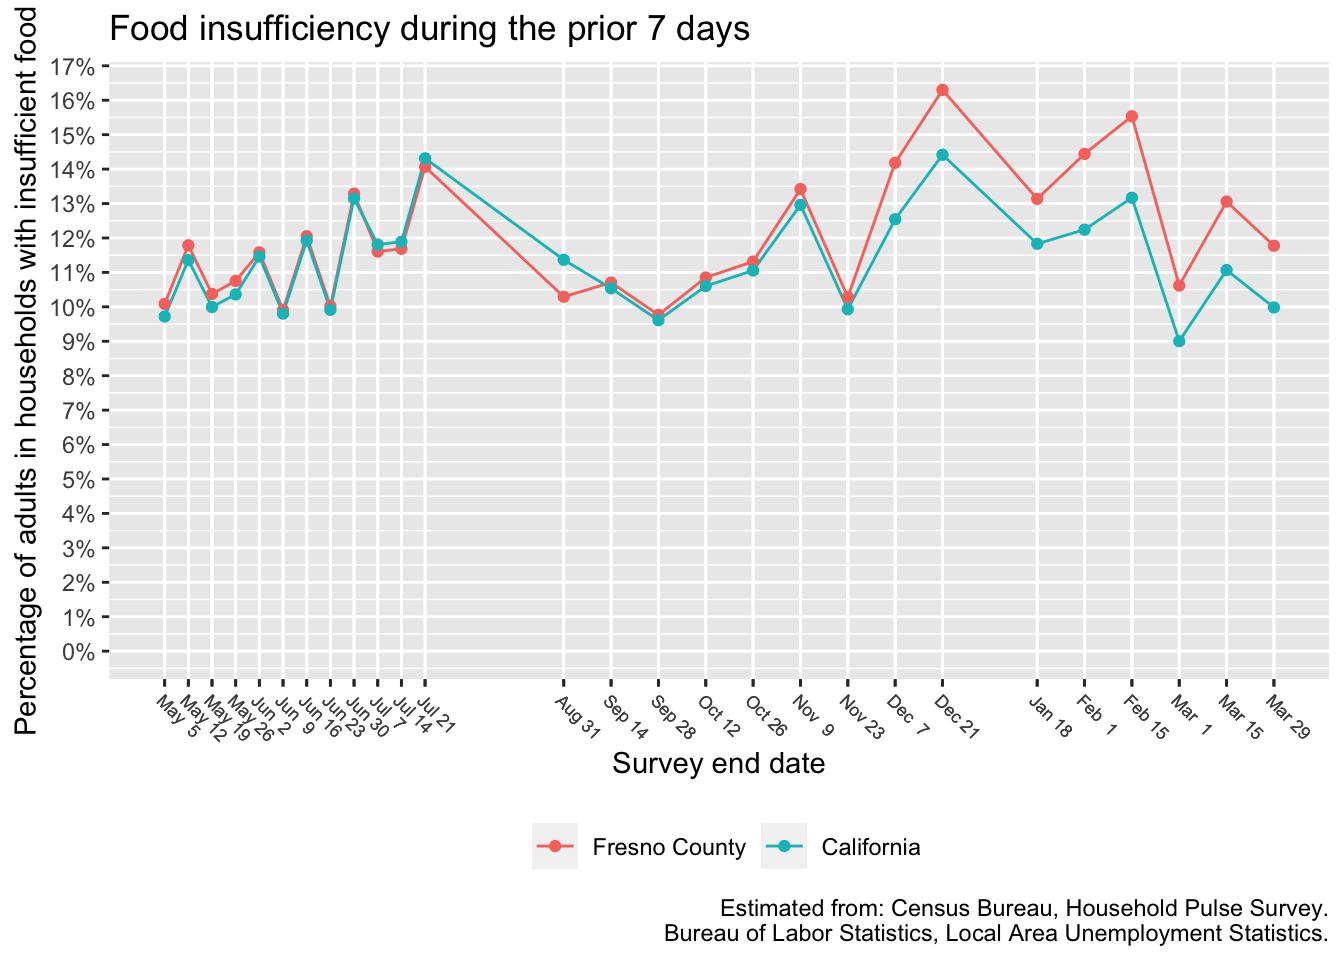 Food insufficiency during the prior 7 days
Percentage of adults in households with insufficient food
17%
16%
15%
14%
13%
12%
11%
10%
9%
8%
7%
6%
5%
4%
3%
2%
1%
0%
May 5
May 12
May 19
May 26
Jun 2
Jun 9
Jun 16
Jun 23
Jun 30
Jul 7
Jul 14
Jul 21
Aug 31
Sep 14
Sep 28
Oct 12
Oct 26
Nov 9
Nov 23
Dec 7
Dec 21
Jan 18
Feb 1
Feb 15
Mar 1
Mar 15
Mar 29
Survey end date
Fresno County
California
Estimated from: Census Bureau, Household Pulse Survey.
Bureau of Labor Statistics, Local Area Unemployment Statistics.